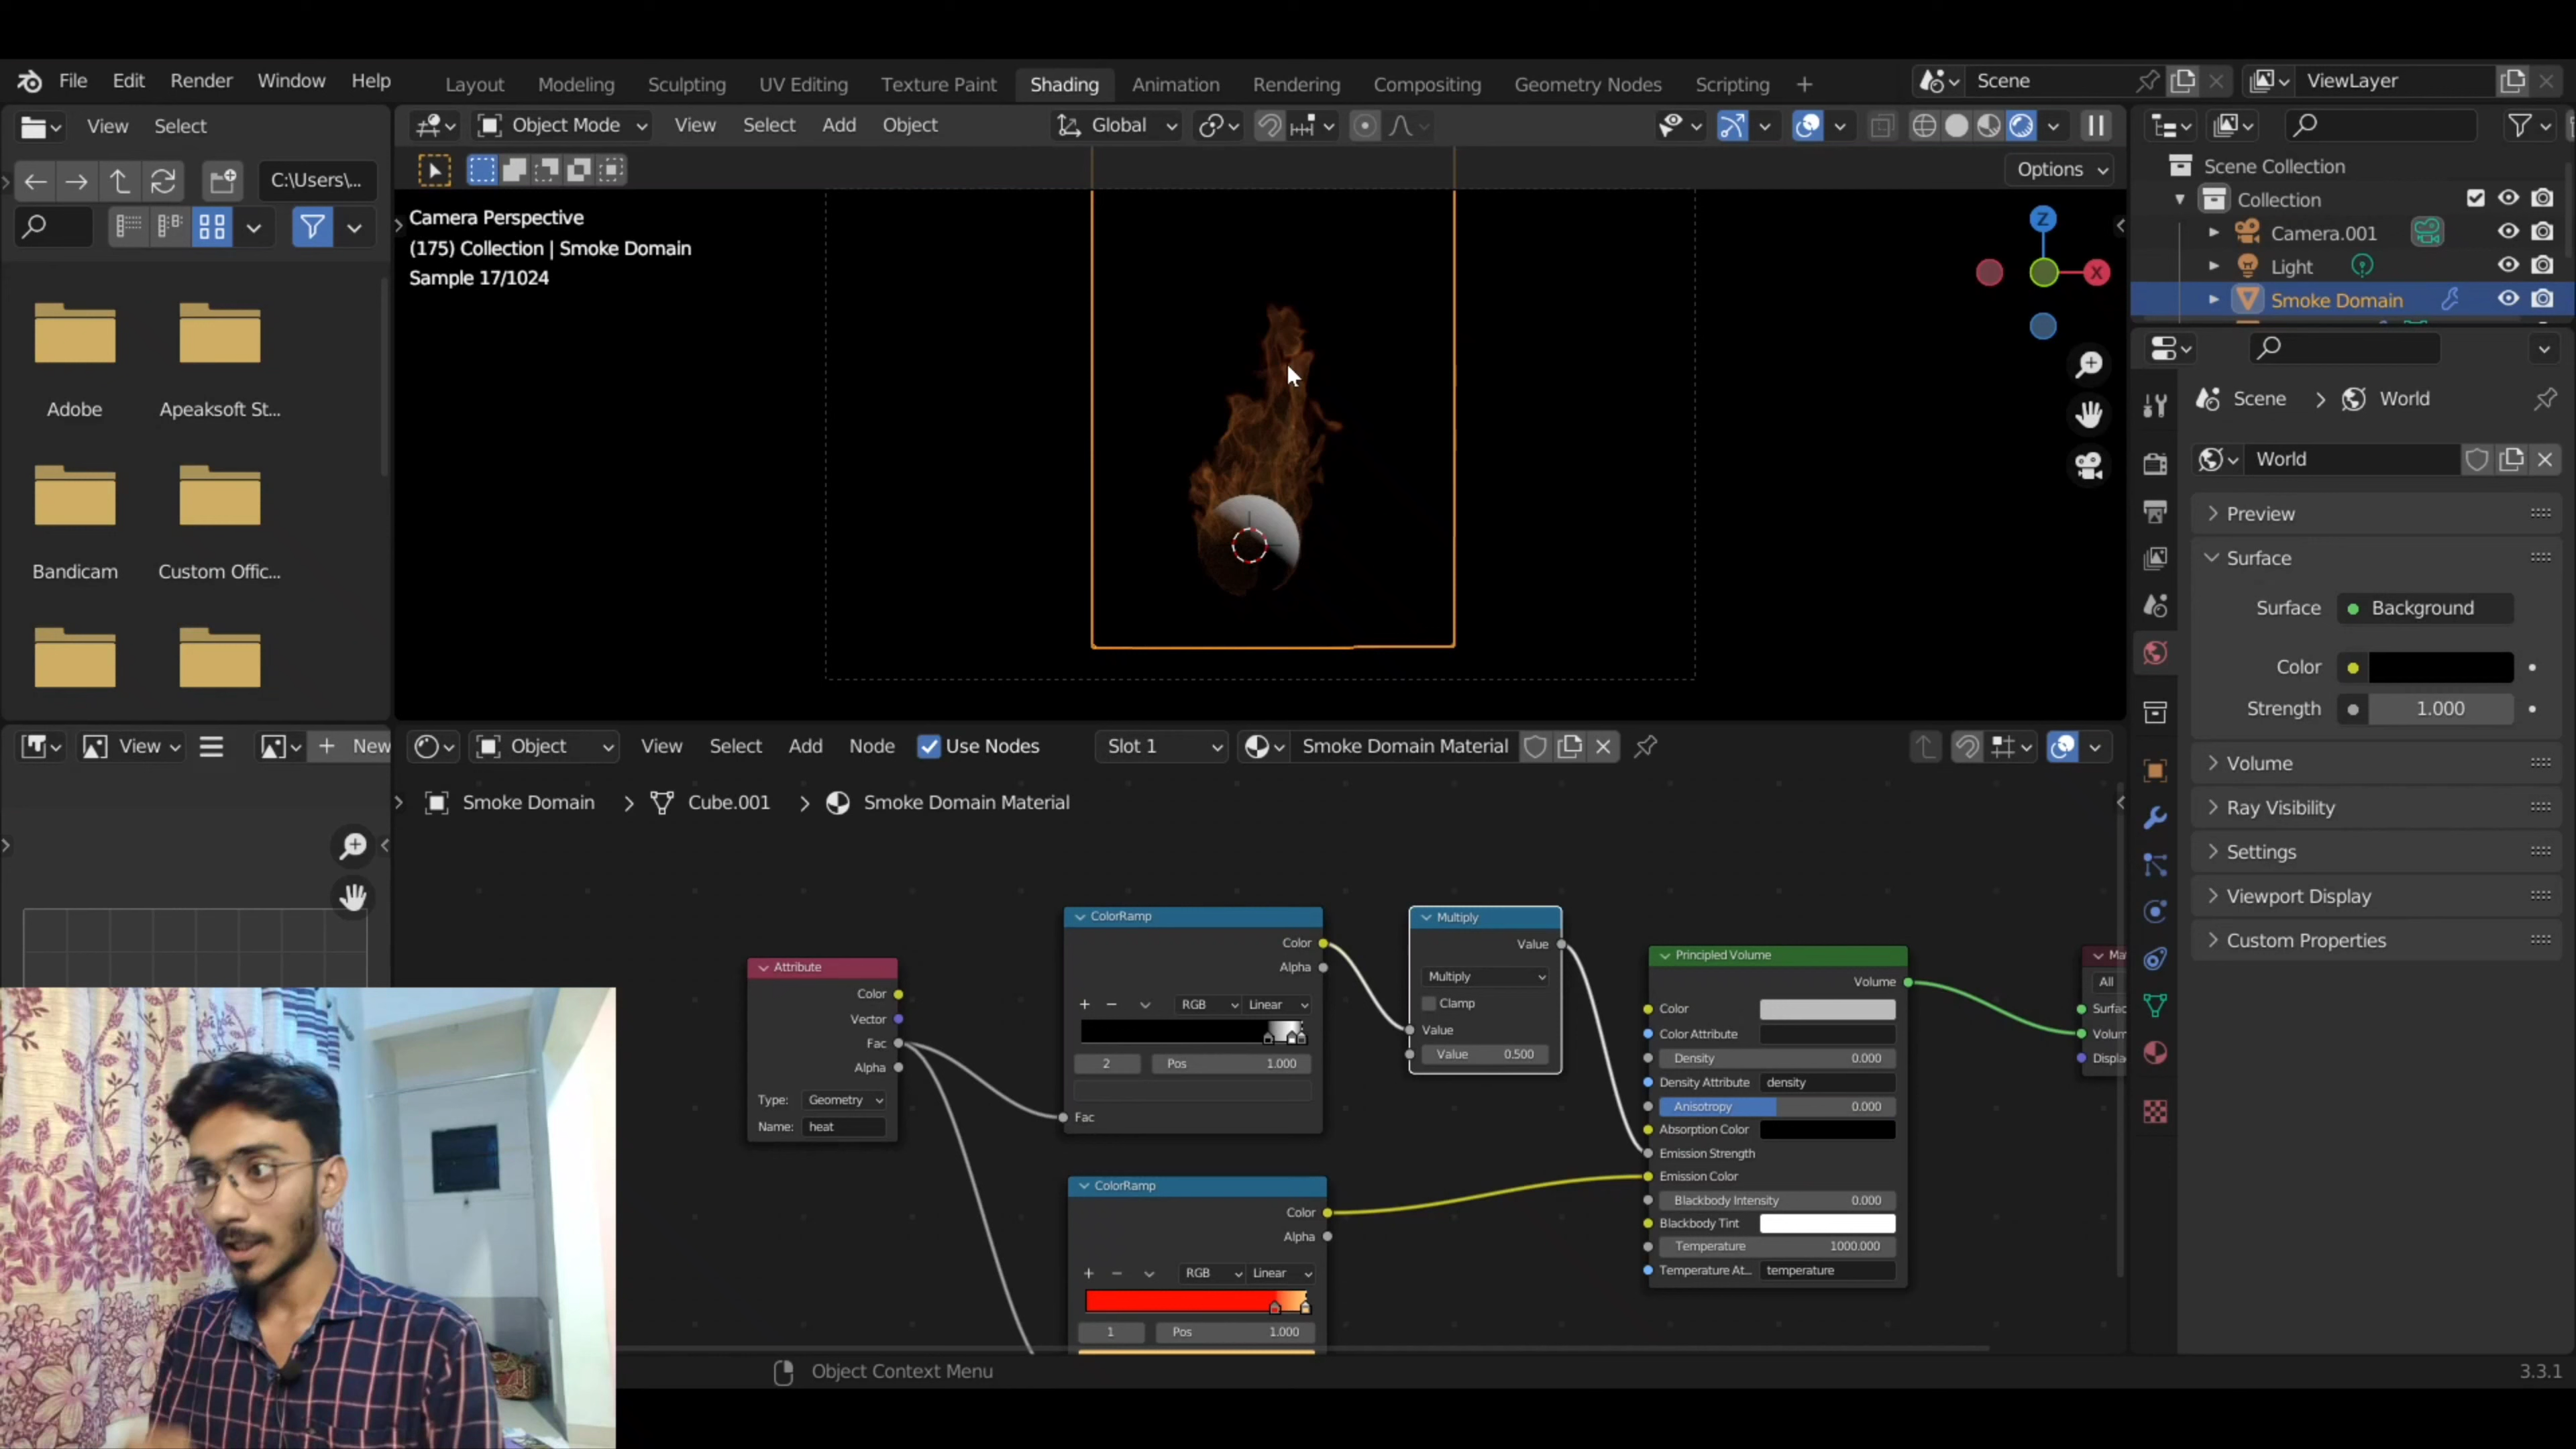 File Edit Render Window Help
Layout Modeling Sculpting UV Editing Texture Paint Shading Animation Rendering Compositing Geometry Nodes Scripting +
Scene
ViewLayer
View Select
Object Mode View Select Add Object
Global
C:\Users\...
Options
Camera Perspective
(175) Collection | Smoke Domain
Sample 17/1024
Z
X
Scene Collection
Collection
Camera.001
Light
Smoke Domain
Adobe
Apeaksoft St...
Bandicam
Custom Offic...
Scene > World
World
Preview
Surface
Surface Background
Color
Strength 1.000
Volume
Ray Visibility
Settings
Viewport Display
Custom Properties
View
+ New
Object View Select Add Node Use Nodes
Slot 1
Smoke Domain Material
Smoke Domain > Cube.001 > Smoke Domain Material
Attribute
Color
Vector
Fac
Alpha
Type: Geometry
Name: heat
ColorRamp
Color
Alpha
+ − RGB Linear
2 Pos 1.000
Fac
ColorRamp
Color
Alpha
+ − RGB Linear
1 Pos 1.000
Multiply
Value
Multiply
Clamp
Value
Value 0.500
Principled Volume
Volume
Color
Color Attribute
Density 0.000
Density Attribute density
Anisotropy 0.000
Absorption Color
Emission Strength
Emission Color
Blackbody Intensity 0.000
Blackbody Tint
Temperature 1000.000
Temperature At... temperature
Ma
All
Surfac
Volum
Displa
Object Context Menu
3.3.1